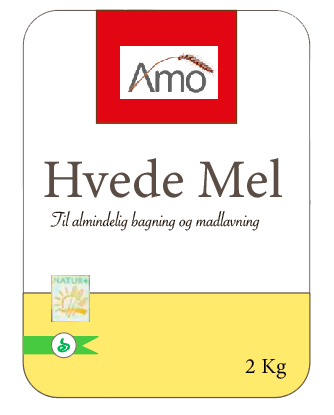 Amo
Hvede Mel
Til almindelig bagning og madlavning
NATUR+
2 Kg